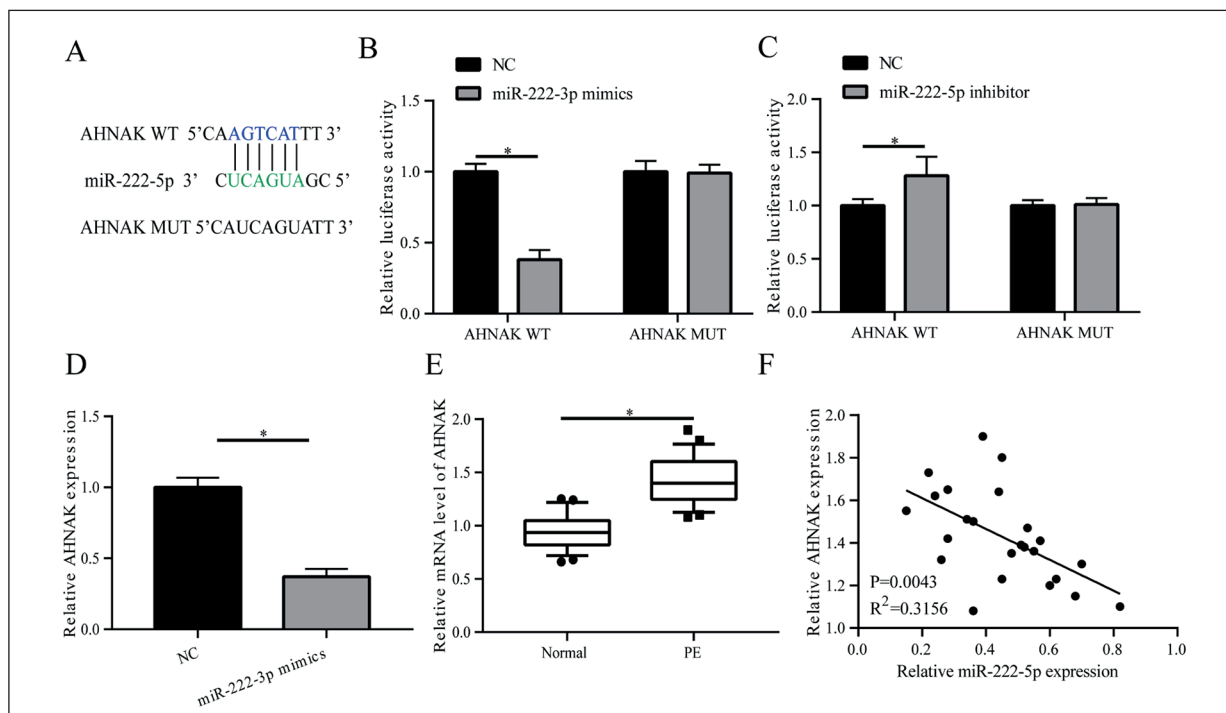 A
AHNAK WT 5’CAAGTCATTT 3’
miR-222-5p 3’ CUCAGUAGC 5’
AHNAK MUT 5’CAUCAGUATT 3’
B
NC
miR-222-3p mimics
Relative luciferase activity
1.5
1.0
0.5
0.0
*
AHNAK WT
AHNAK MUT
C
NC
miR-222-5p inhibitor
Relative luciferase activity
2.0
1.5
1.0
0.5
0.0
*
AHNAK WT
AHNAK MUT
D
Relative AHNAK expression
1.5
1.0
0.5
0.0
*
NC
miR-222-3p mimics
E
Relative mRNA level of AHNAK
2.0
1.5
1.0
0.5
0.0
*
Normal
PE
F
Relative AHNAK expression
2.0
1.8
1.6
1.4
1.2
1.0
P=0.0043
R²=0.3156
0.0 0.2 0.4 0.6 0.8 1.0
Relative miR-222-5p expression